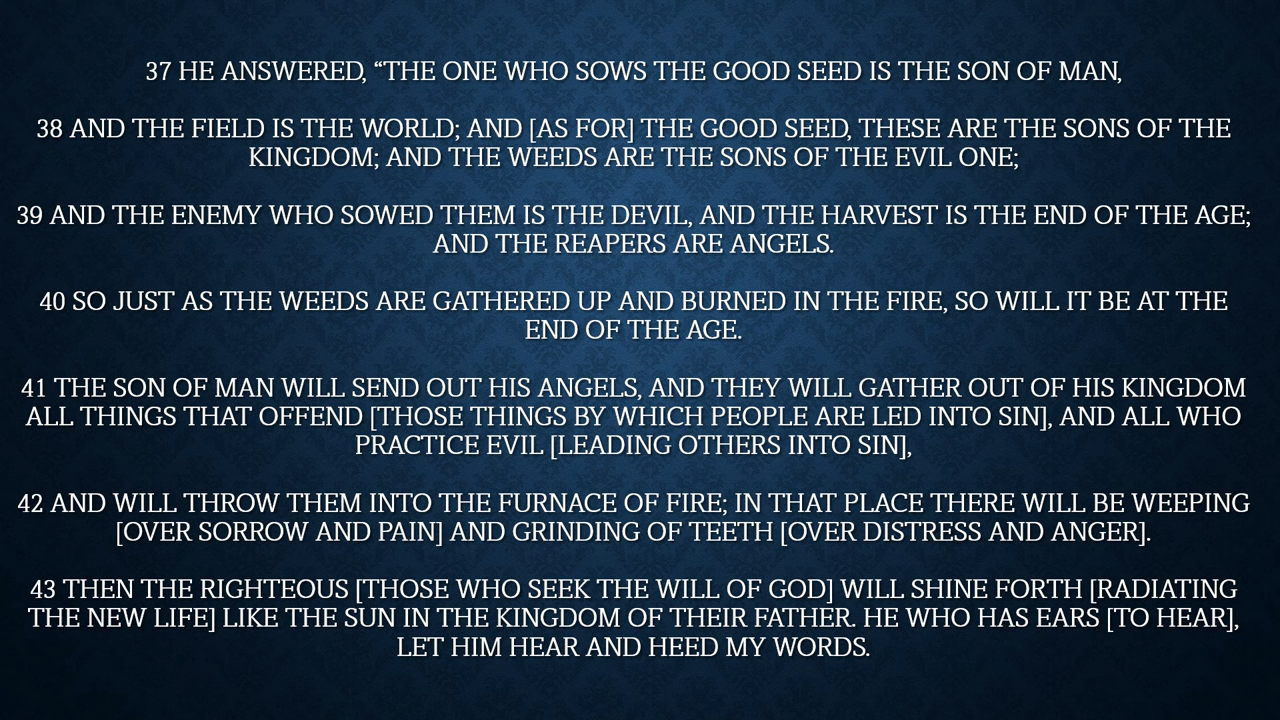 37 HE ANSWERED, “THE ONE WHO SOWS THE GOOD SEED IS THE SON OF MAN,
38 AND THE FIELD IS THE WORLD; AND [AS FOR] THE GOOD SEED, THESE ARE THE SONS OF THE
KINGDOM; AND THE WEEDS ARE THE SONS OF THE EVIL ONE;
39 AND THE ENEMY WHO SOWED THEM IS THE DEVIL, AND THE HARVEST IS THE END OF THE AGE;
AND THE REAPERS ARE ANGELS.
40 SO JUST AS THE WEEDS ARE GATHERED UP AND BURNED IN THE FIRE, SO WILL IT BE AT THE
END OF THE AGE.
41 THE SON OF MAN WILL SEND OUT HIS ANGELS, AND THEY WILL GATHER OUT OF HIS KINGDOM
ALL THINGS THAT OFFEND [THOSE THINGS BY WHICH PEOPLE ARE LED INTO SIN], AND ALL WHO
PRACTICE EVIL [LEADING OTHERS INTO SIN],
42 AND WILL THROW THEM INTO THE FURNACE OF FIRE; IN THAT PLACE THERE WILL BE WEEPING
[OVER SORROW AND PAIN] AND GRINDING OF TEETH [OVER DISTRESS AND ANGER].
43 THEN THE RIGHTEOUS [THOSE WHO SEEK THE WILL OF GOD] WILL SHINE FORTH [RADIATING
THE NEW LIFE] LIKE THE SUN IN THE KINGDOM OF THEIR FATHER. HE WHO HAS EARS [TO HEAR],
LET HIM HEAR AND HEED MY WORDS.